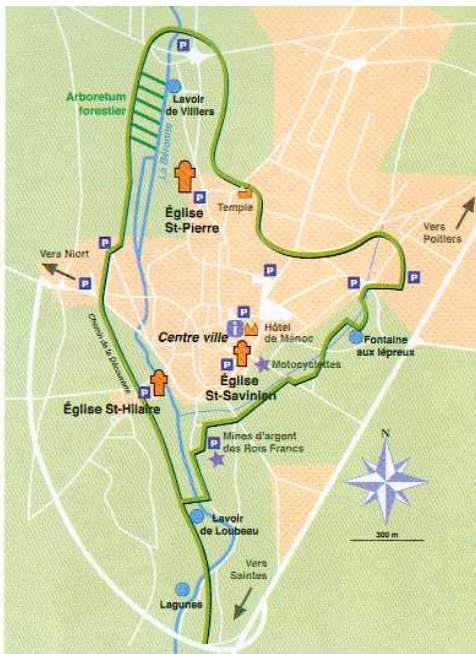 P
Arboretum
forestier
Lavoir
de Villiers
La Béronne
P
Église
St-Pierre
Temple
Vers
Poitiers
P
Vers Niort
P
P
P
P
Chemin de la Découverte
P
Centre ville
i
Hôtel
de Ménoc
Fontaine
aux lépreux
P
Motocyclettes
Église
St-Savinien
P
Église St-Hilaire
P
Mines d'argent
des Rois Francs
N
300 m
Lavoir
de Loubeau
Vers
Saintes
Lagunes